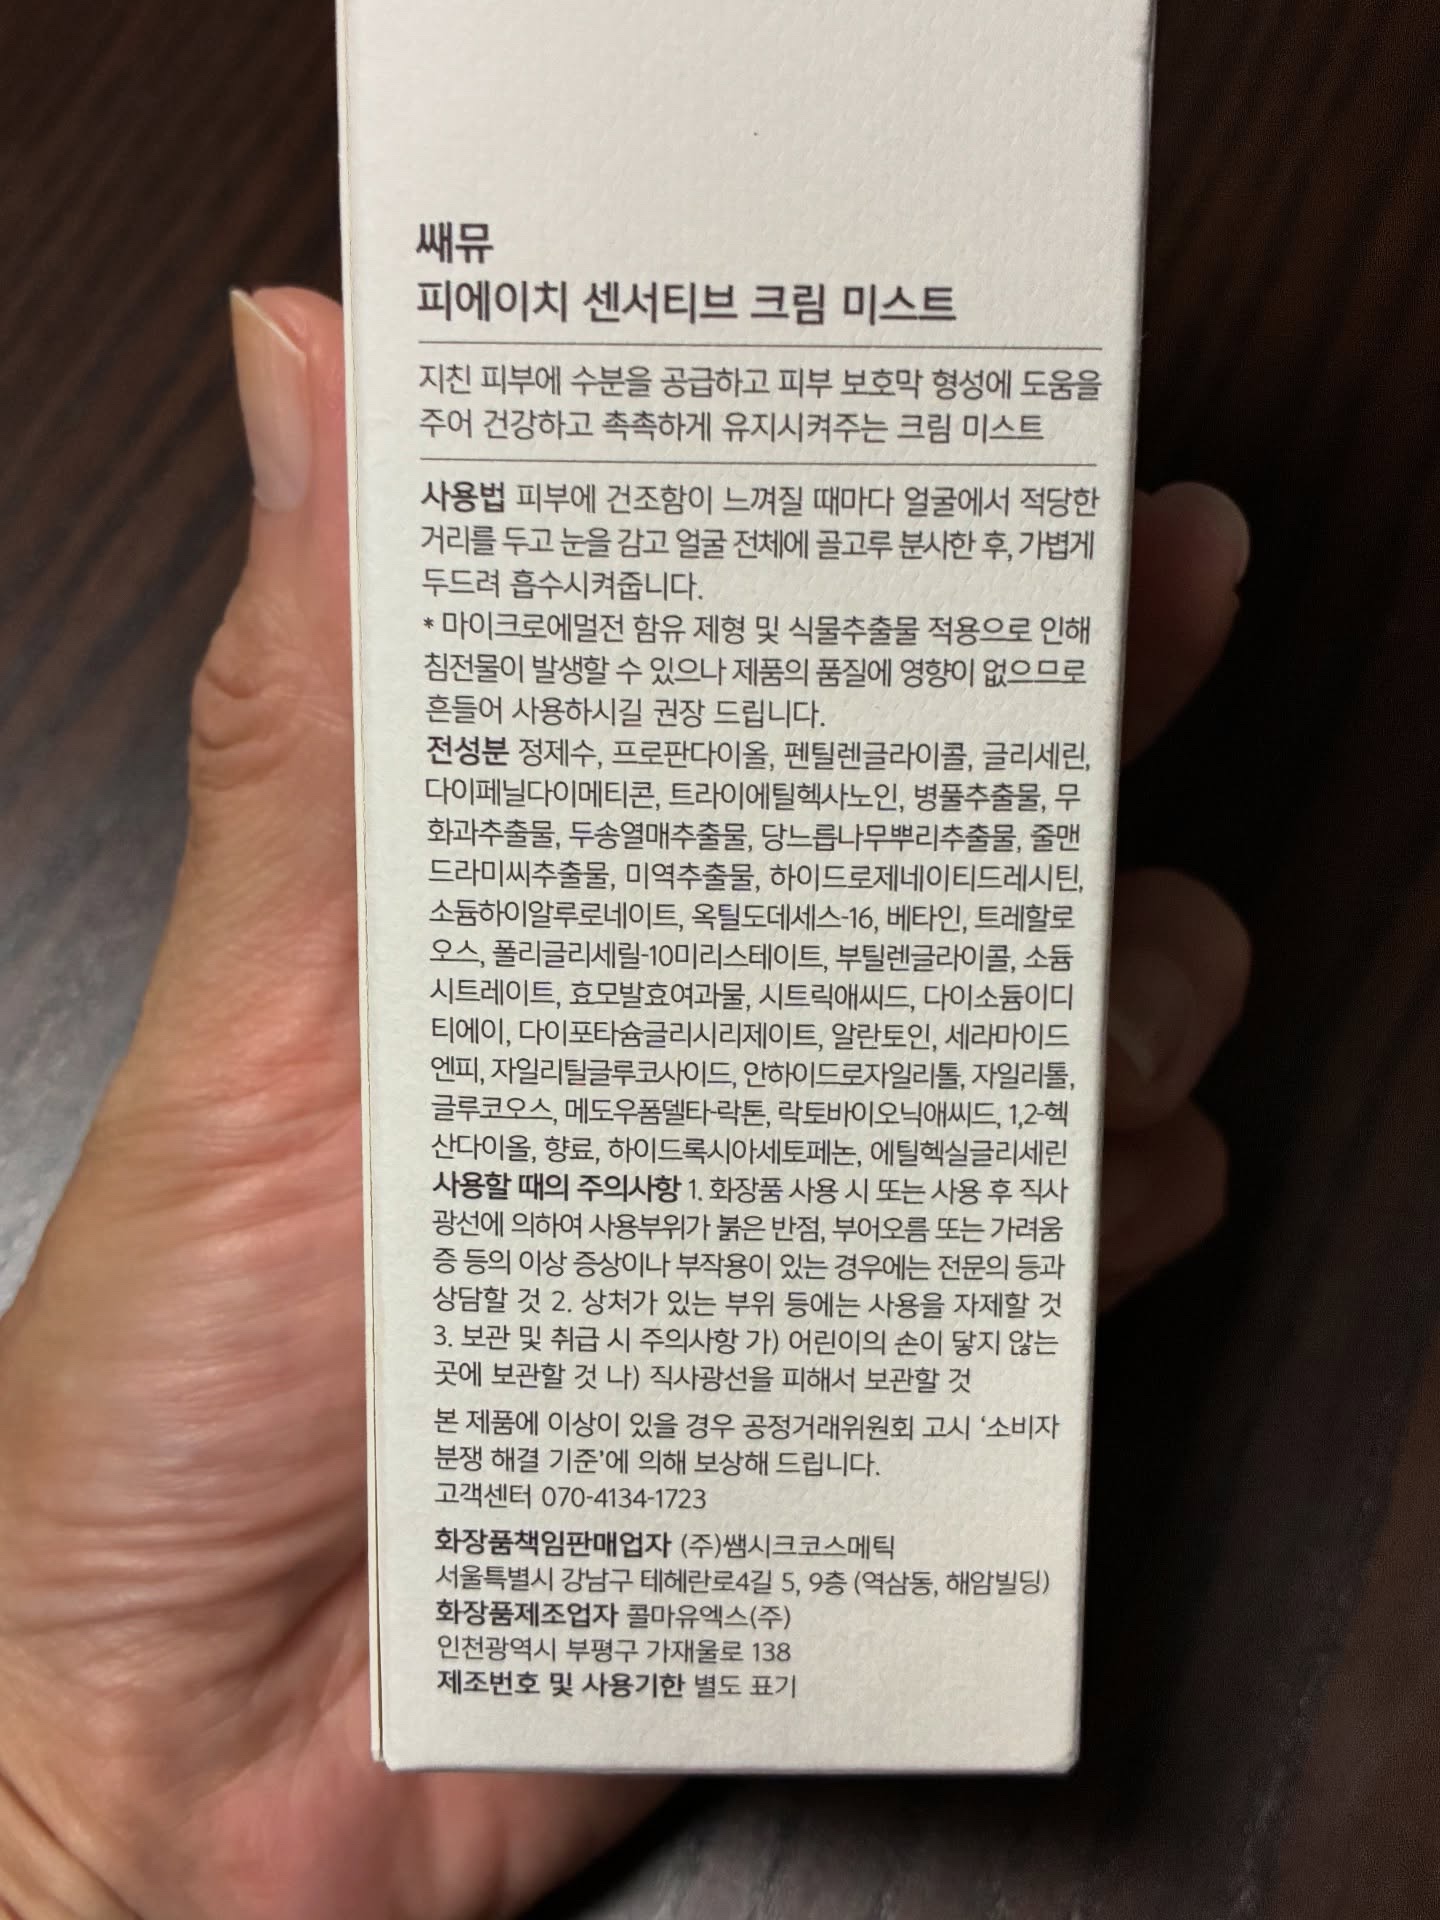 쌔뮤
피에이치 센서티브 크림 미스트
지친 피부에 수분을 공급하고 피부 보호막 형성에 도움을
주어 건강하고 촉촉하게 유지시켜주는 크림 미스트
사용법 피부에 건조함이 느껴질 때마다 얼굴에서 적당한
거리를 두고 눈을 감고 얼굴 전체에 골고루 분사한 후, 가볍게
두드려 흡수시켜줍니다.
* 마이크로에멀전 함유 제형 및 식물추출물 적용으로 인해
침전물이 발생할 수 있으나 제품의 품질에 영향이 없으므로
흔들어 사용하시길 권장 드립니다.
전성분 정제수, 프로판다이올, 펜틸렌글라이콜, 글리세린,
다이페닐다이메티콘, 트라이에틸헥사노인, 병풀추출물, 무
화과추출물, 두송열매추출물, 당느릅나무뿌리추출물, 줄맨
드라미씨추출물, 미역추출물, 하이드로제네이티드레시틴,
소듐하이알루로네이트, 옥틸도데세스-16, 베타인, 트레할로
오스, 폴리글리세릴-10미리스테이트, 부틸렌글라이콜, 소듐
시트레이트, 효모발효여과물, 시트릭애씨드, 다이소듐이디
티에이, 다이포타슘글리시리제이트, 알란토인, 세라마이드
엔피, 자일리틸글루코사이드, 안하이드로자일리톨, 자일리톨,
글루코오스, 메도우폼델타-락톤, 락토바이오닉애씨드, 1,2-헥
산다이올, 향료, 하이드록시아세토페논, 에틸헥실글리세린
사용할 때의 주의사항 1. 화장품 사용 시 또는 사용 후 직사
광선에 의하여 사용부위가 붉은 반점, 부어오름 또는 가려움
증 등의 이상 증상이나 부작용이 있는 경우에는 전문의 등과
상담할 것 2. 상처가 있는 부위 등에는 사용을 자제할 것
3. 보관 및 취급 시 주의사항 가) 어린이의 손이 닿지 않는
곳에 보관할 것 나) 직사광선을 피해서 보관할 것
본 제품에 이상이 있을 경우 공정거래위원회 고시 ‘소비자
분쟁 해결 기준’에 의해 보상해 드립니다.
고객센터 070-4134-1723
화장품책임판매업자 (주)쌤시크코스메틱
서울특별시 강남구 테헤란로4길 5, 9층 (역삼동, 해암빌딩)
화장품제조업자 콜마유엑스(주)
인천광역시 부평구 가재울로 138
제조번호 및 사용기한 별도 표기